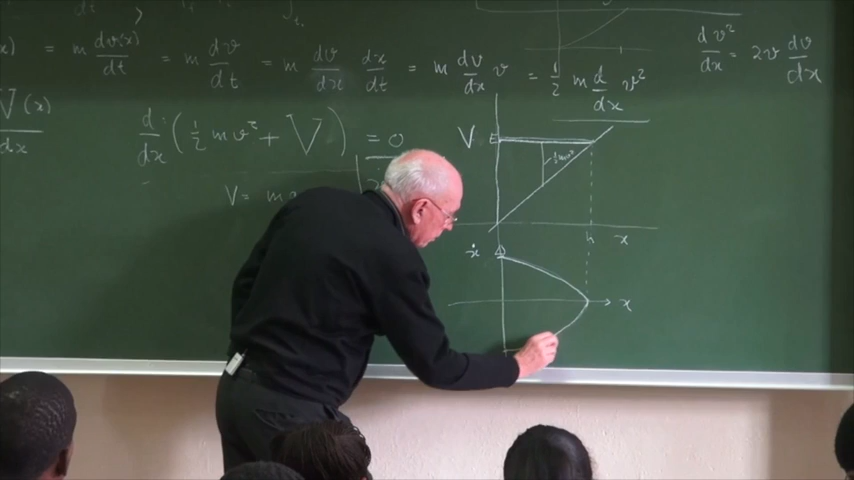 dt
= m dv(x)/dt = m dv/dt = m dv/dx dx/dt = m dv/dx v = 1/2 m d/dx v²
dv²/dx = 2v dv/dx
V(x)
dx
d/dx (1/2 m v² + V) = 0
V E
V = m
h x
ẋ
x